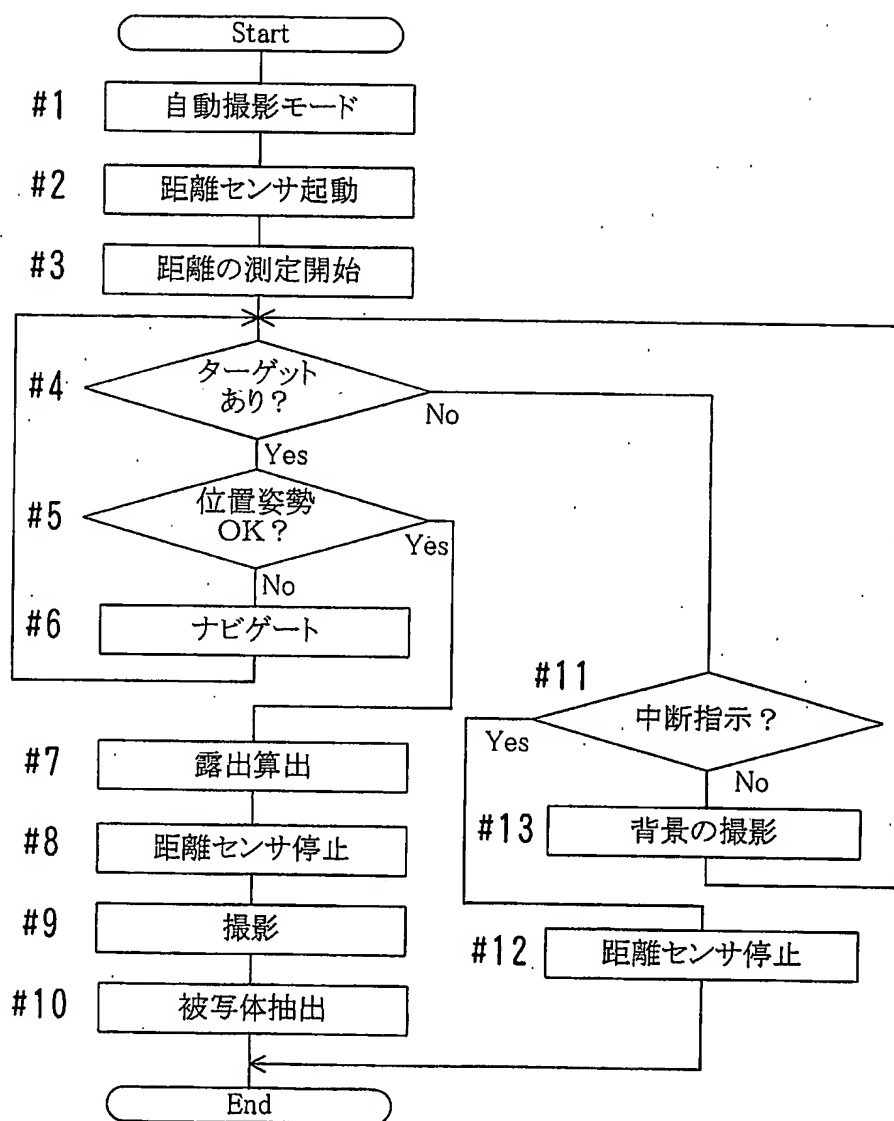 Start
#1
自動撮影モード
#2
距離センサ起動
#3
距離の測定開始
#4
ターゲット
あり？
No
Yes
#5
位置姿勢
OK？
Yes
No
#6
ナビゲート
#11
中断指示？
Yes
No
#7
露出算出
#13
背景の撮影
#8
距離センサ停止
#9
撮影
#12
距離センサ停止
#10
被写体抽出
End